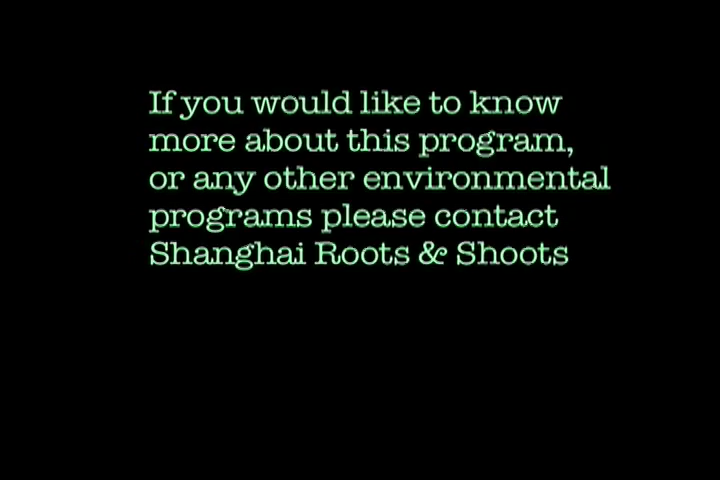 If you would like to know
more about this program,
or any other environmental
programs please contact
Shanghai Roots & Shoots